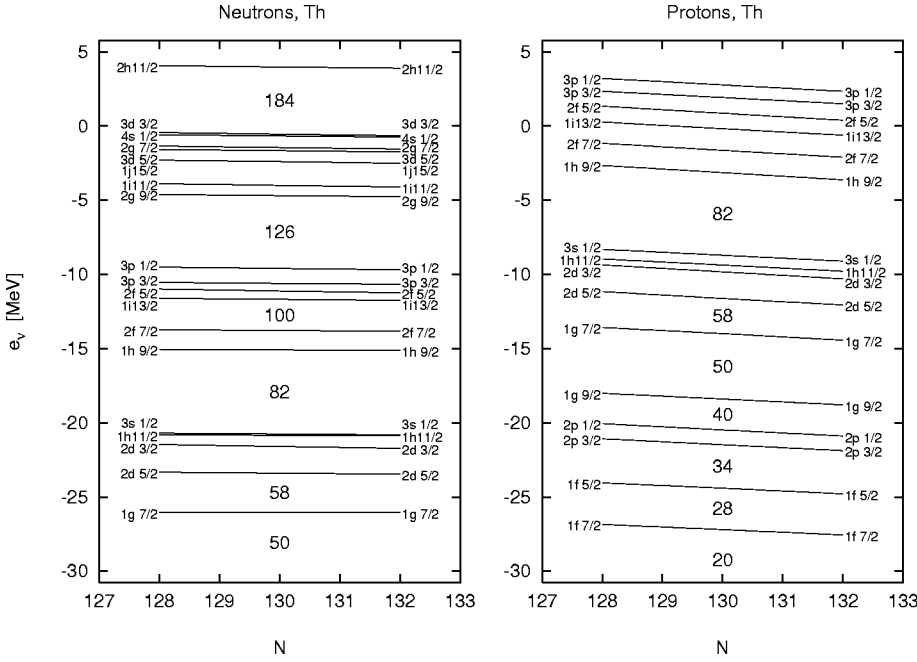 Neutrons, Th
5
0
-5
-10
-15
-20
-25
-30
e_ν [MeV]
2h11/2
3d 3/2
4s 1/2
2g 7/2
3d 5/2
1j15/2
1i11/2
2g 9/2
3p 1/2
3p 3/2
2f 5/2
1i13/2
2f 7/2
1h 9/2
3s 1/2
1h11/2
2d 3/2
2d 5/2
1g 7/2
184
126
100
82
58
50
2h11/2
3d 3/2
4s 1/2
2g 7/2
3d 5/2
1j15/2
1i11/2
2g 9/2
3p 1/2
3p 3/2
2f 5/2
1i13/2
2f 7/2
1h 9/2
3s 1/2
1h11/2
2d 3/2
2d 5/2
1g 7/2
127 128 129 130 131 132 133
N
Protons, Th
5
0
-5
-10
-15
-20
-25
-30
3p 1/2
3p 3/2
2f 5/2
1i13/2
2f 7/2
1h 9/2
3s 1/2
1h11/2
2d 3/2
2d 5/2
1g 7/2
1g 9/2
2p 1/2
2p 3/2
1f 5/2
1f 7/2
82
58
50
40
34
28
20
3p 1/2
3p 3/2
2f 5/2
1i13/2
2f 7/2
1h 9/2
3s 1/2
1h11/2
2d 3/2
2d 5/2
1g 7/2
1g 9/2
2p 1/2
2p 3/2
1f 5/2
1f 7/2
127 128 129 130 131 132 133
N